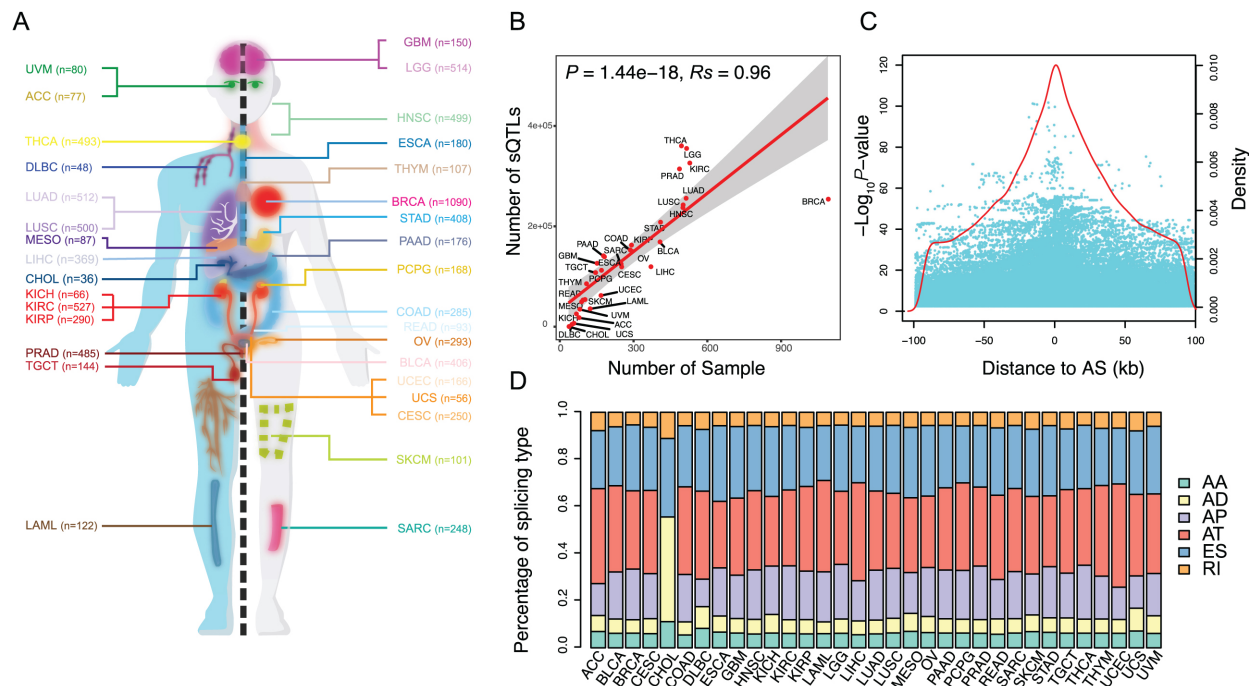 A
UVM (n=80)
ACC (n=77)
THCA (n=493)
DLBC (n=48)
LUAD (n=512)
LUSC (n=500)
MESO (n=87)
LIHC (n=369)
CHOL (n=36)
KICH (n=66)
KIRC (n=527)
KIRP (n=290)
PRAD (n=485)
TGCT (n=144)
LAML (n=122)
GBM (n=150)
LGG (n=514)
HNSC (n=499)
ESCA (n=180)
THYM (n=107)
BRCA (n=1090)
STAD (n=408)
PAAD (n=176)
PCPG (n=168)
COAD (n=285)
READ (n=93)
OV (n=293)
BLCA (n=406)
UCEC (n=166)
UCS (n=56)
CESC (n=250)
SKCM (n=101)
SARC (n=248)
B
P = 1.44e−18, Rs = 0.96
Number of sQTLs
4e+05
2e+05
0
THCA
LGG
KIRC
PRAD
LUAD
LUSC
HNSC
BRCA
STAD
COAD
KIRP
PAAD
SARC
BLCA
GBM
ESCA
OV
TGCT
PCPG
CESC
LIHC
THYM
UCEC
READ
SKCM
LAML
MESO
KICH
UVM
ACC
DLBC
CHOL
UCS
0
300
600
900
Number of Sample
C
−Log10 P−value
120
100
80
60
40
20
0
0.010
0.008
0.006
0.004
0.002
0.000
Density
−100
−50
0
50
100
Distance to AS (kb)
D
Percentage of splicing type
1.0
0.8
0.6
0.4
0.2
0.0
ACC
BLCA
BRCA
CESC
CHOL
COAD
DLBC
ESCA
GBM
HNSC
KICH
KIRC
KIRP
LAML
LGG
LIHC
LUAD
LUSC
MESO
OV
PAAD
PCPG
PRAD
READ
SARC
SKCM
STAD
TGCT
THCA
THYM
UCEC
UCS
UVM
AA
AD
AP
AT
ES
RI